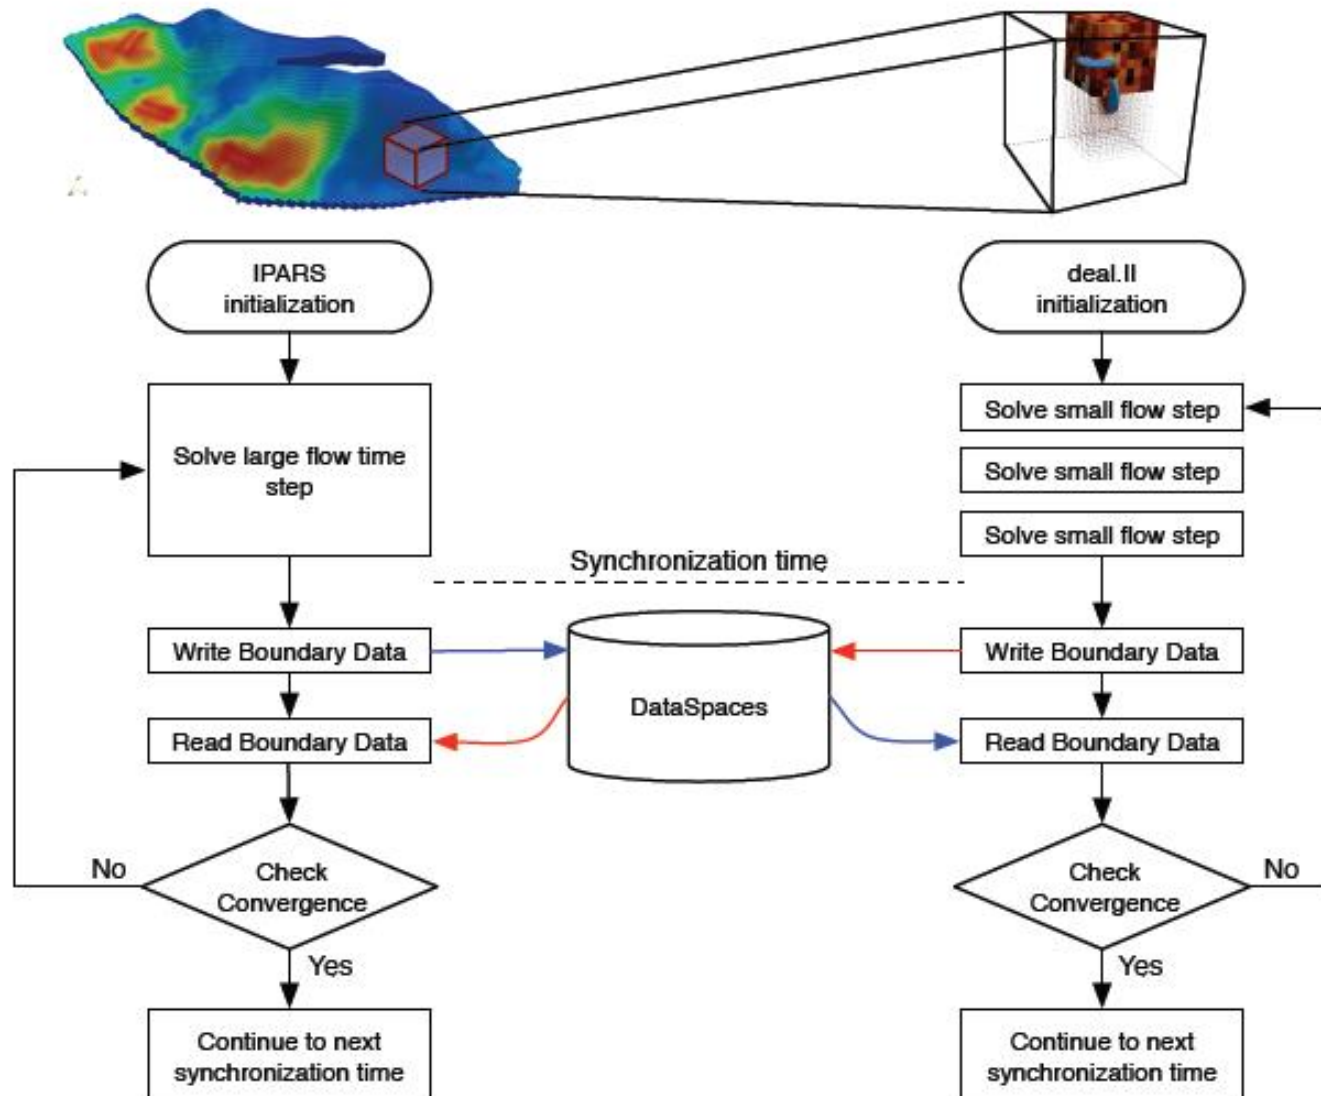 IPARS
initialization
deal.II
initialization
Solve large flow time
step
Solve small flow step
Solve small flow step
Solve small flow step
Synchronization time
Write Boundary Data
Write Boundary Data
DataSpaces
Read Boundary Data
Read Boundary Data
No
Check
Convergence
Check
Convergence
No
Yes
Yes
Continue to next
synchronization time
Continue to next
synchronization time